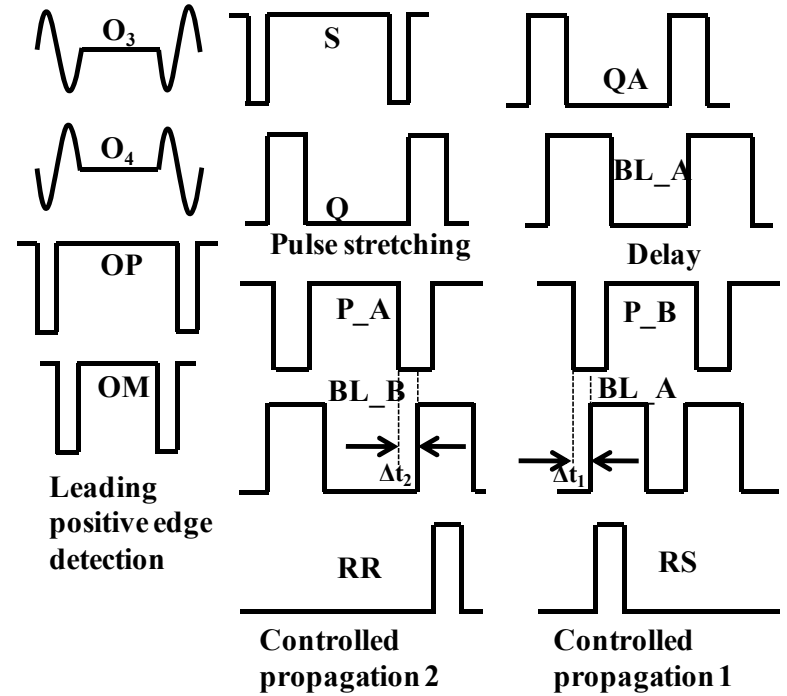 O3
O4
OP
OM
Leading
positive edge
detection
S
Q
Pulse stretching
QA
BL_A
Delay
P_A
BL_B
Δt2
RR
Controlled
propagation 2
P_B
BL_A
Δt1
RS
Controlled
propagation 1